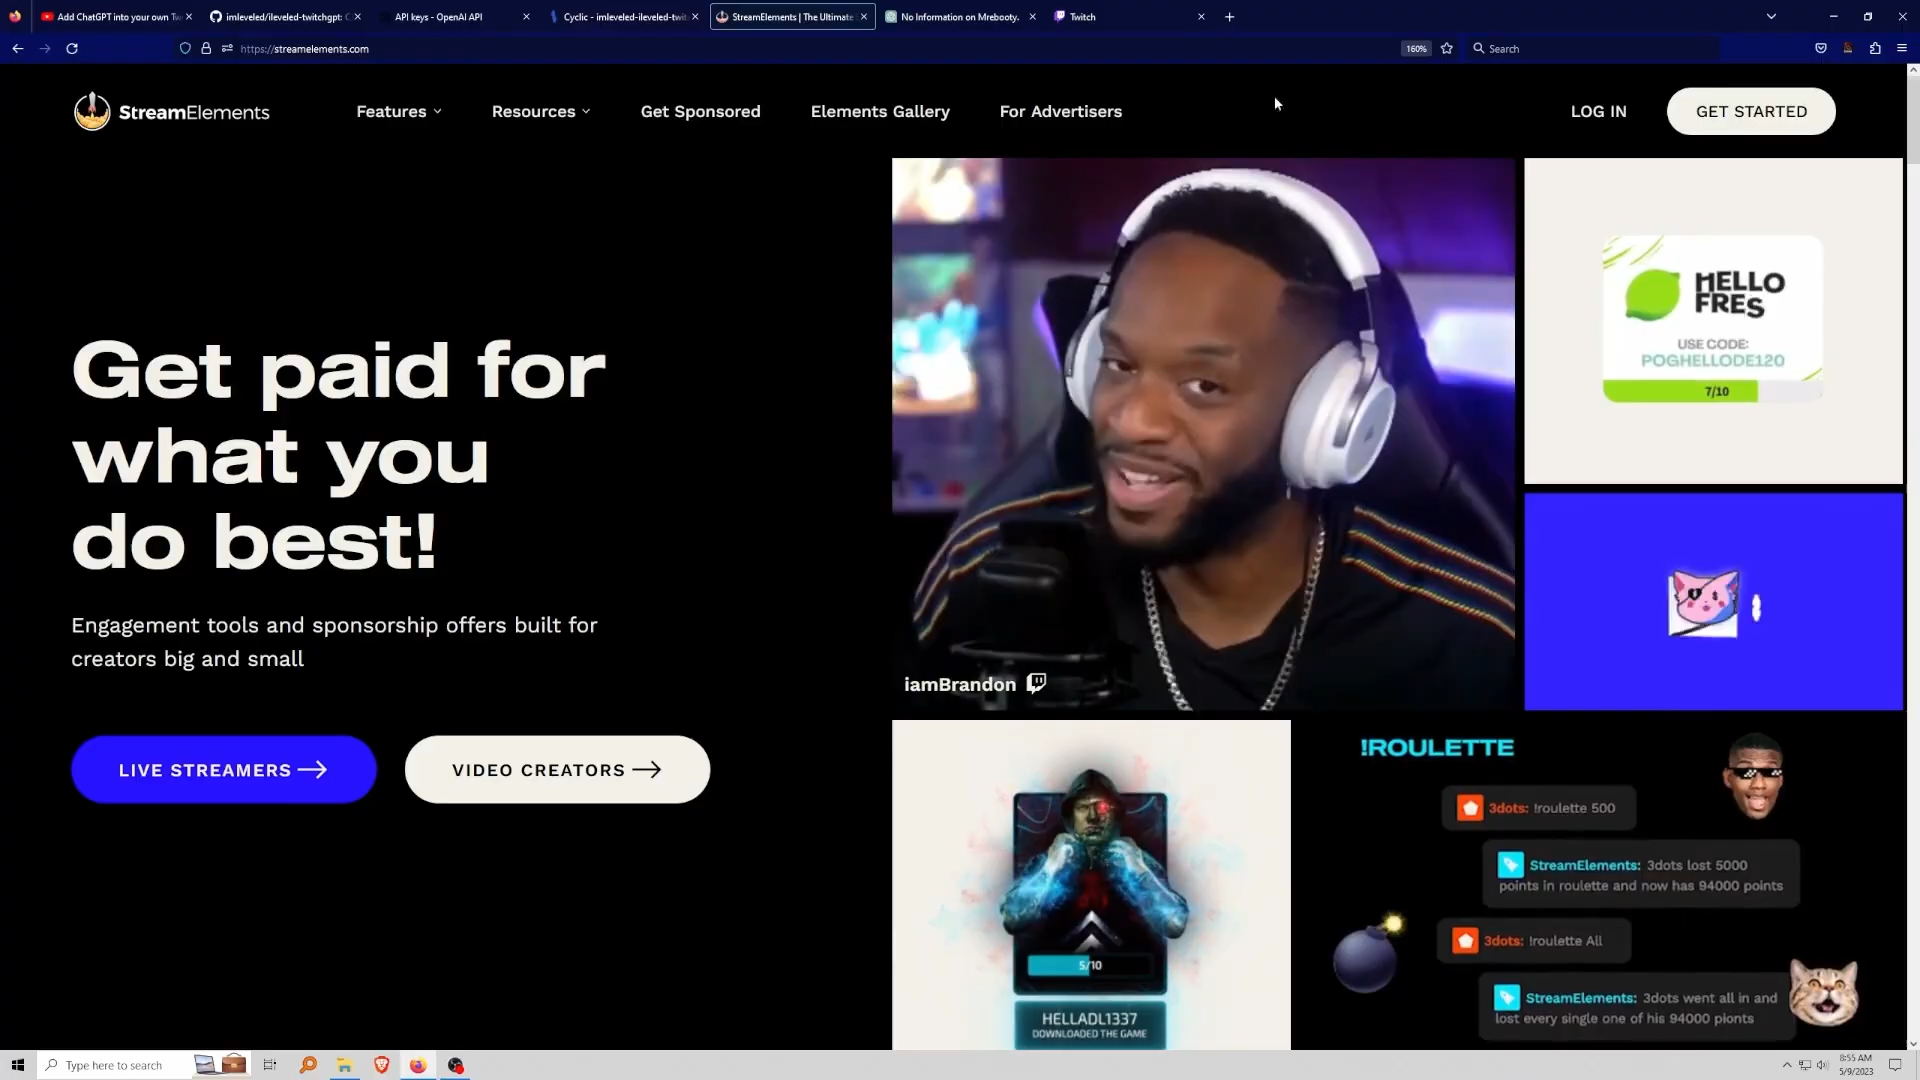 Add ChatGPT into your own Tw
imleveled/ileveled-twitchgpt: C
API keys - OpenAI API
Cyclic - imleveled-ileveled-twit
StreamElements | The Ultimate
No Information on Mrebooty.
Twitch
https://streamelements.com
160%
Search
StreamElements
Features
Resources
Get Sponsored
Elements Gallery
For Advertisers
LOG IN
GET STARTED
Get paid for
what you
do best!
Engagement tools and sponsorship offers built for
creators big and small
LIVE STREAMERS
VIDEO CREATORS
iamBrandon
HELLO
FRES
USE CODE:
POGHELLODE120
7/10
5/10
HELLADL1337
DOWNLOADED THE GAME
!ROULETTE
3dots: !roulette 500
StreamElements: 3dots lost 5000
points in roulette and now has 94000 points
3dots: !roulette All
StreamElements: 3dots went all in and
lost every single one of his 94000 pionts
Type here to search
8:55 AM
5/9/2023